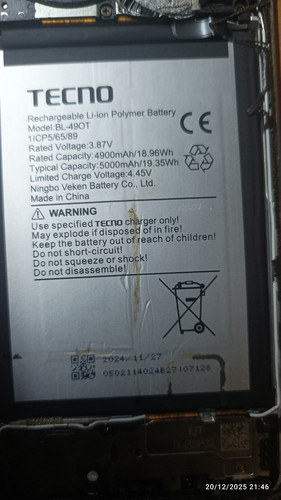 TECNO
Rechargeable Li-ion Polymer Battery
Model:BL-49OT
1ICP5/65/89
Rated Voltage:3.87V
Rated Capacity:4900mAh/18.96Wh
Typical Capacity:5000mAh/19.35Wh
Limited Charge Voltage:4.45V
Ningbo Veken Battery Co., Ltd.
Made in China
CE
WARNING
Use specified TECNO charger only!
May explode if disposed of in fire!
Keep the battery out of reach of children!
Do not short-circuit!
Do not squeeze or shock!
Do not disassemble!
2024/11/27
20/12/2025 21:46